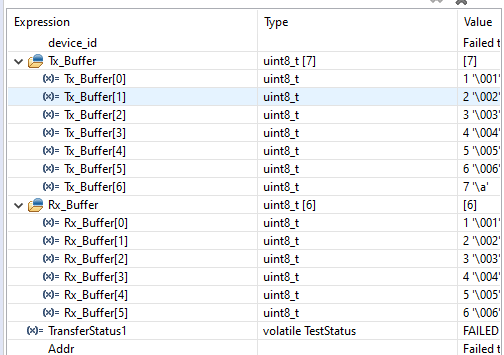 Expression Type Value
device_id Failed t
Tx_Buffer uint8_t [7] [7]
(x)= Tx_Buffer[0] uint8_t 1 '\001'
(x)= Tx_Buffer[1] uint8_t 2 '\002'
(x)= Tx_Buffer[2] uint8_t 3 '\003'
(x)= Tx_Buffer[3] uint8_t 4 '\004'
(x)= Tx_Buffer[4] uint8_t 5 '\005'
(x)= Tx_Buffer[5] uint8_t 6 '\006'
(x)= Tx_Buffer[6] uint8_t 7 '\a'
Rx_Buffer uint8_t [6] [6]
(x)= Rx_Buffer[0] uint8_t 1 '\001'
(x)= Rx_Buffer[1] uint8_t 2 '\002'
(x)= Rx_Buffer[2] uint8_t 3 '\003'
(x)= Rx_Buffer[3] uint8_t 4 '\004'
(x)= Rx_Buffer[4] uint8_t 5 '\005'
(x)= Rx_Buffer[5] uint8_t 6 '\006'
(x)= TransferStatus1 volatile TestStatus FAILED
Addr Failed t